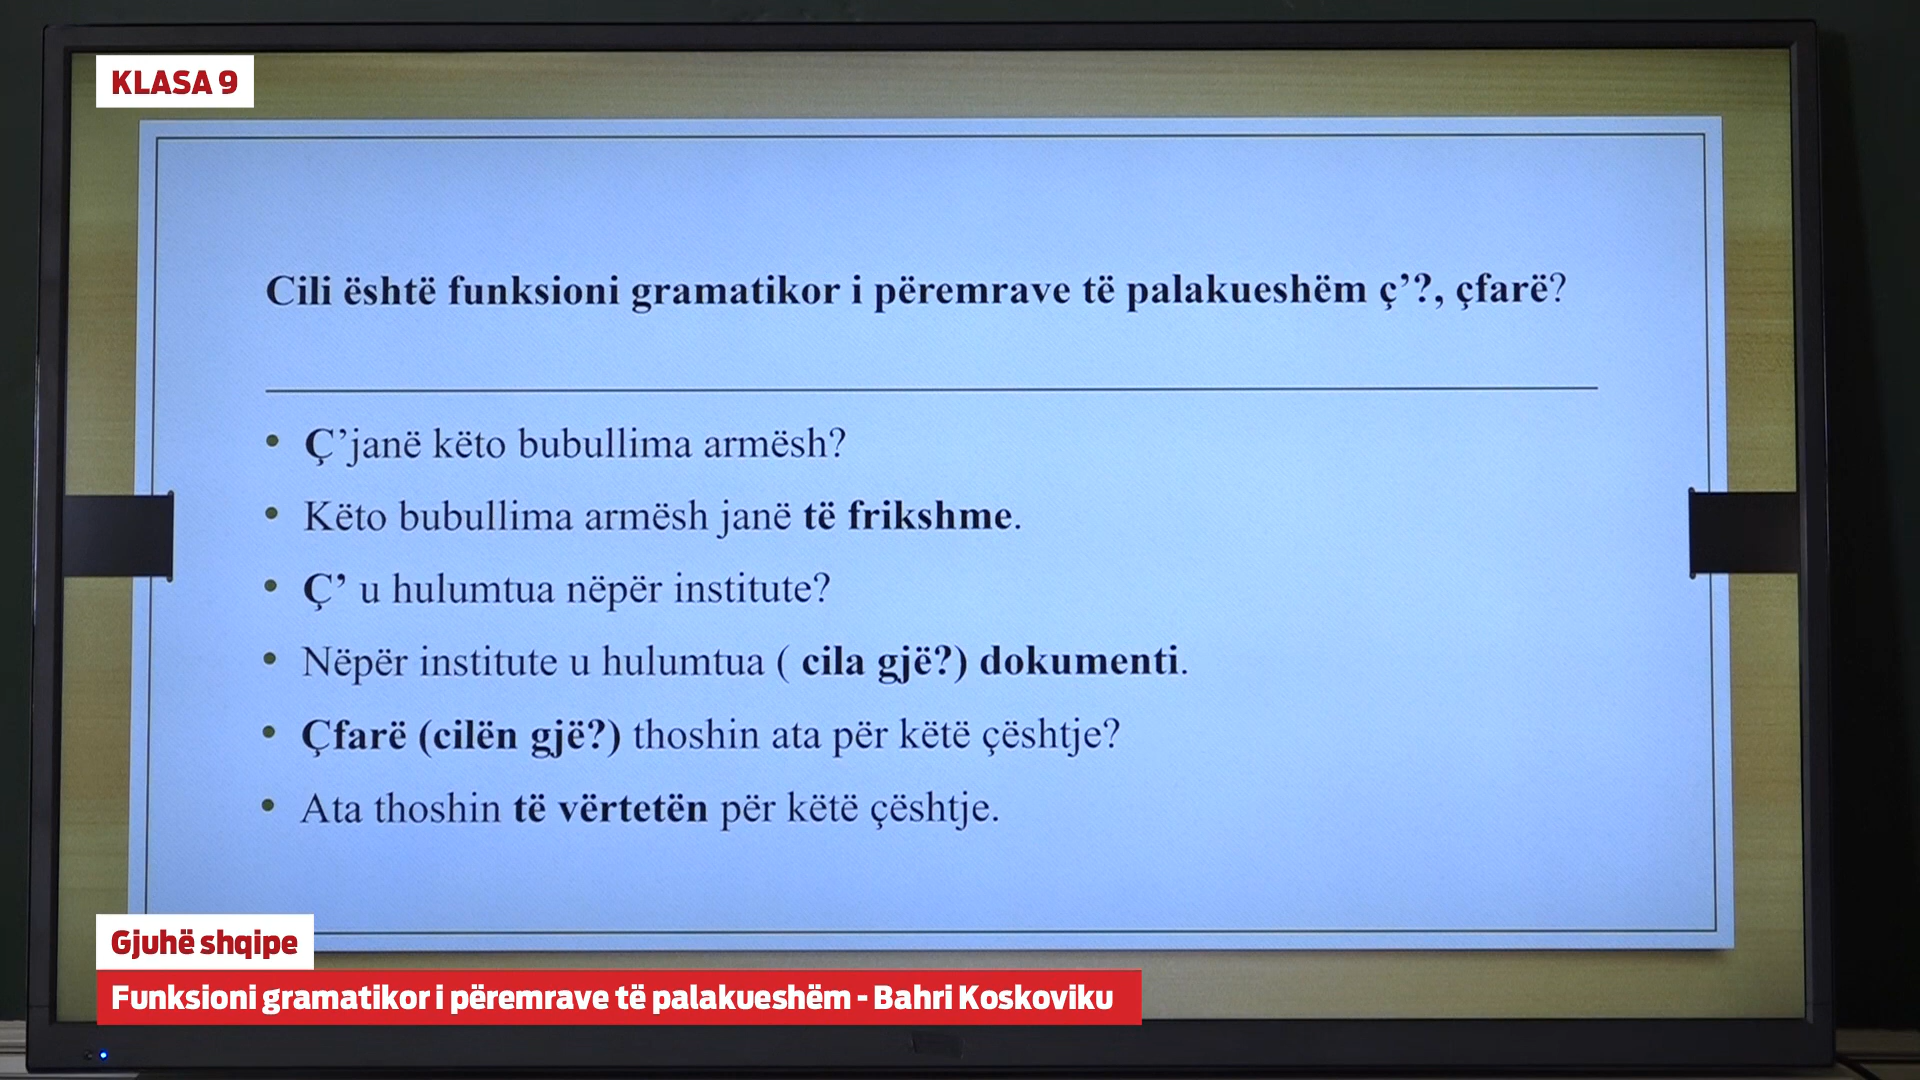 KLASA 9
Cili është funksioni gramatikor i përemrave të palakueshëm ç’?, çfarë?
• Ç’janë këto bubullima armësh?
• Këto bubullima armësh janë të frikshme.
• Ç’ u hulumtua nëpër institute?
• Nëpër institute u hulumtua ( cila gjë?) dokumenti.
• Çfarë (cilën gjë?) thoshin ata për këtë çështje?
• Ata thoshin të vërtetën për këtë çështje.
Gjuhë shqipe
Funksioni gramatikor i përemrave të palakueshëm - Bahri Koskoviku